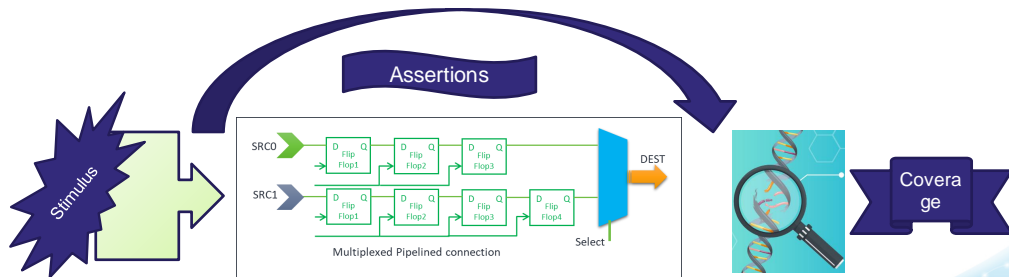 Assertions
Stimulus
SRC0
D Q
Flip
Flop1
D Q
Flip
Flop2
D Q
Flip
Flop3
DEST
SRC1
D Q
Flip
Flop1
D Q
Flip
Flop2
D Q
Flip
Flop3
D Q
Flip
Flop4
Select
Multiplexed Pipelined connection
Covera
ge